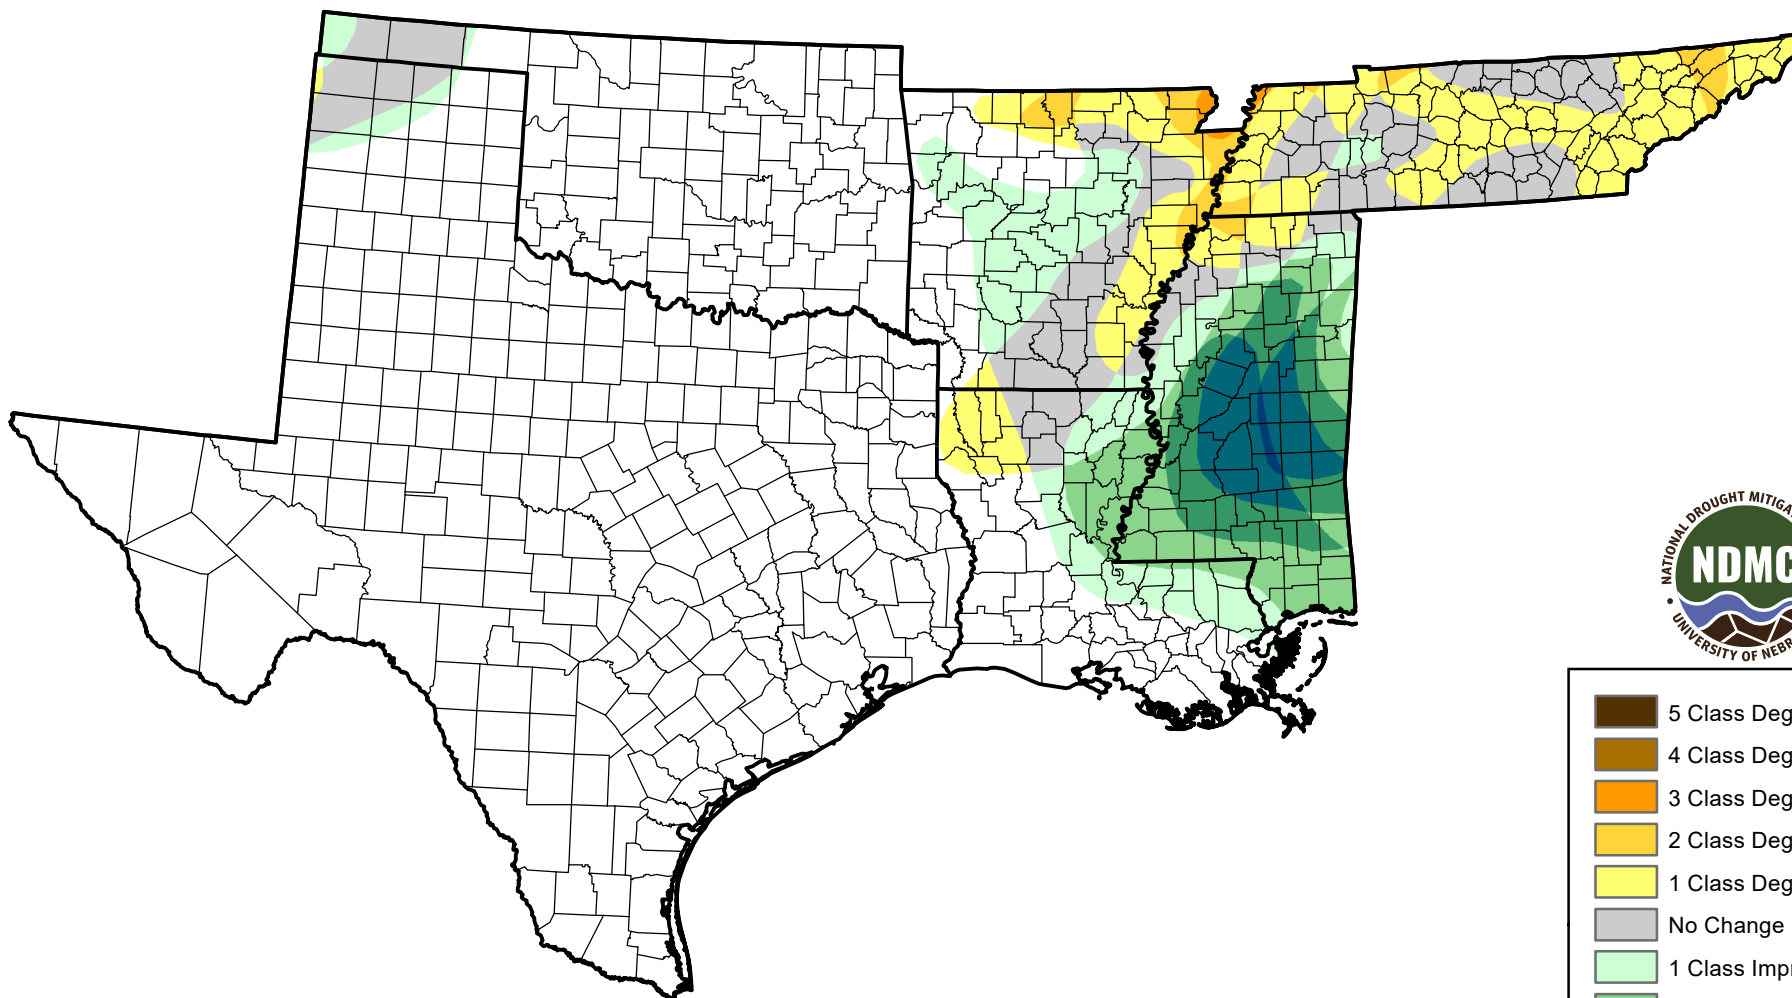 NATIONAL DROUGHT MITIGA
NDMC
UNIVERSITY OF NEBR
5 Class Deg
4 Class Deg
3 Class Deg
2 Class Deg
1 Class Deg
No Change
1 Class Impr